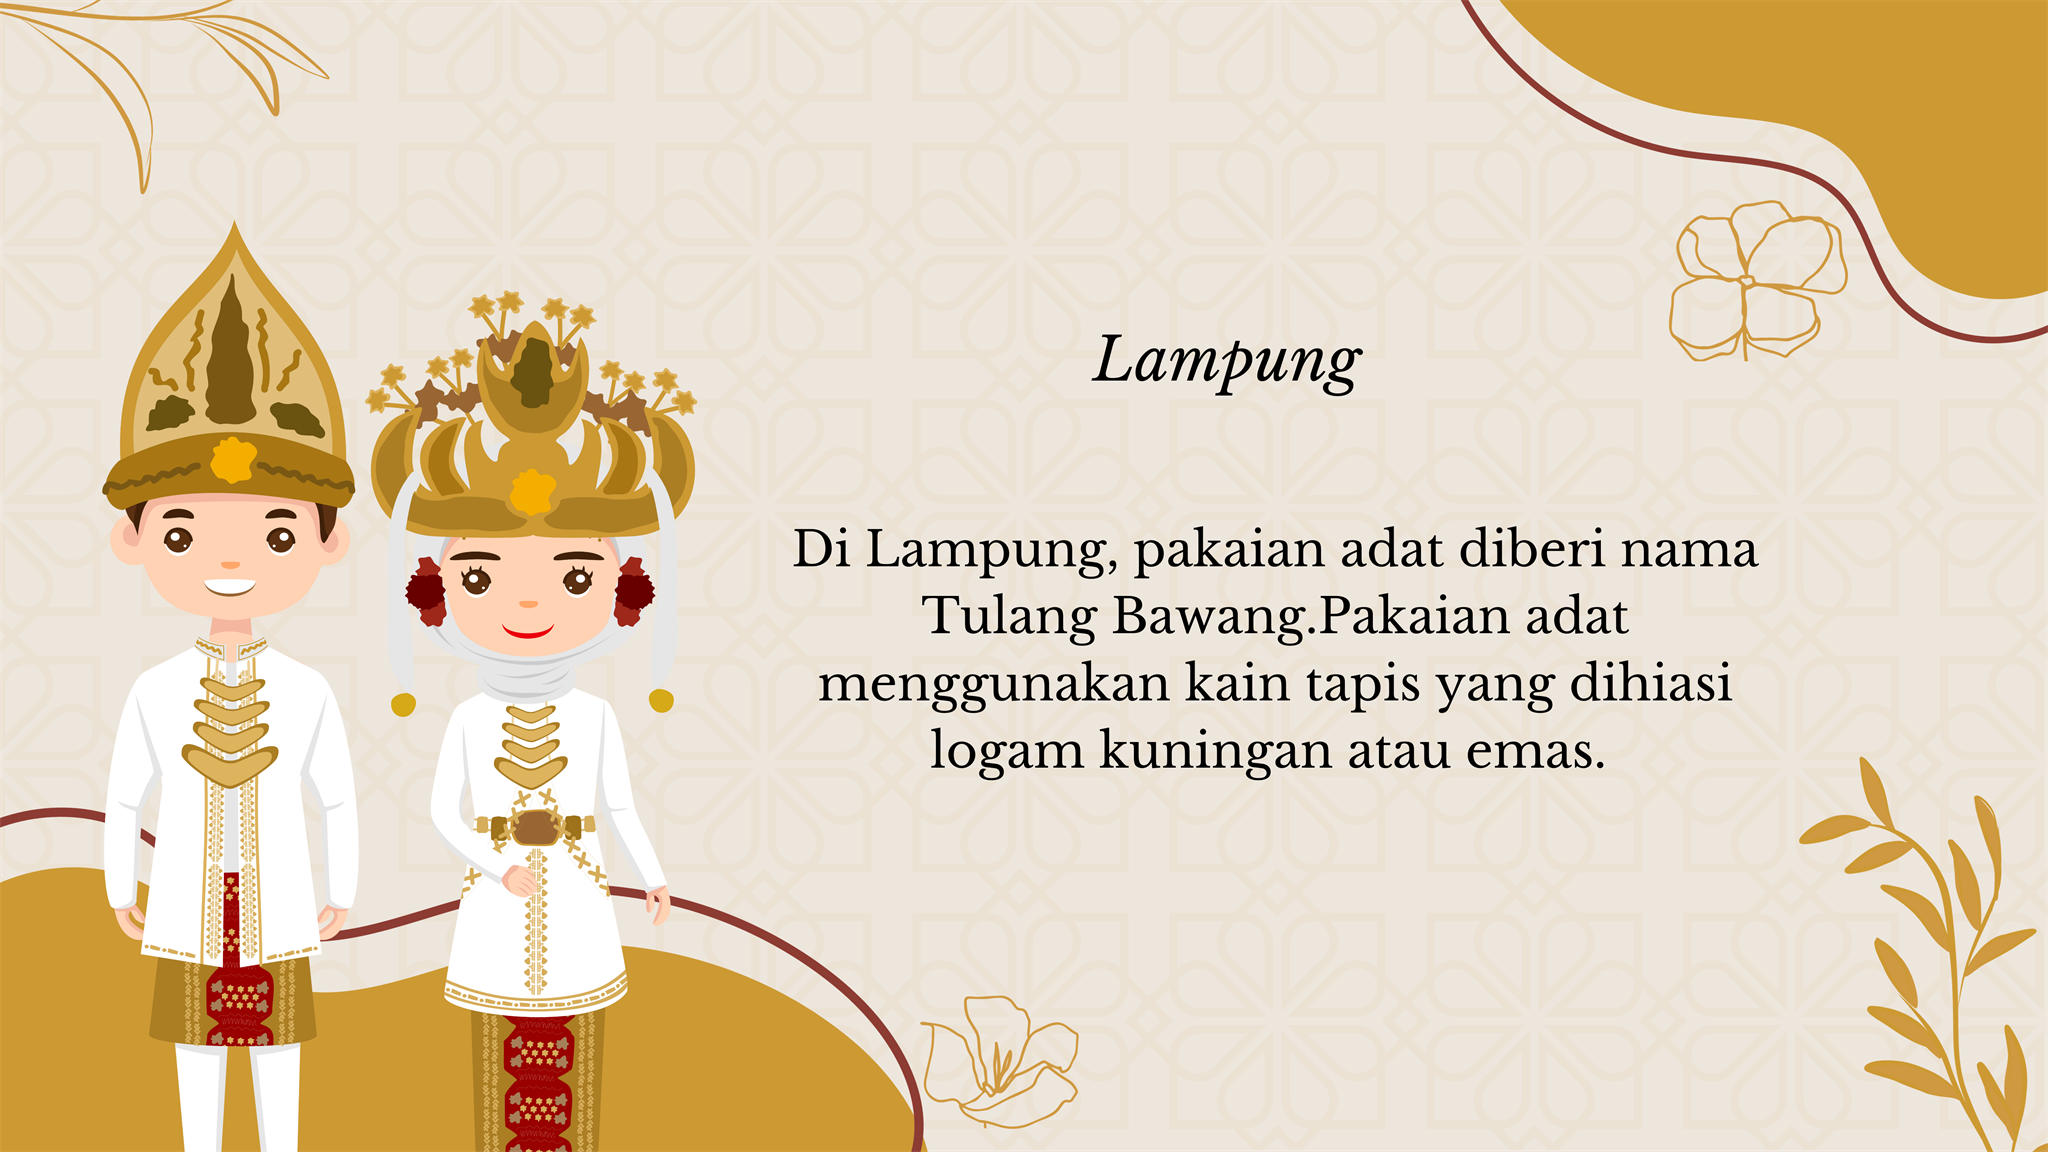 Lampung
Di Lampung, pakaian adat diberi nama
Tulang Bawang.Pakaian adat
menggunakan kain tapis yang dihiasi
logam kuningan atau emas.